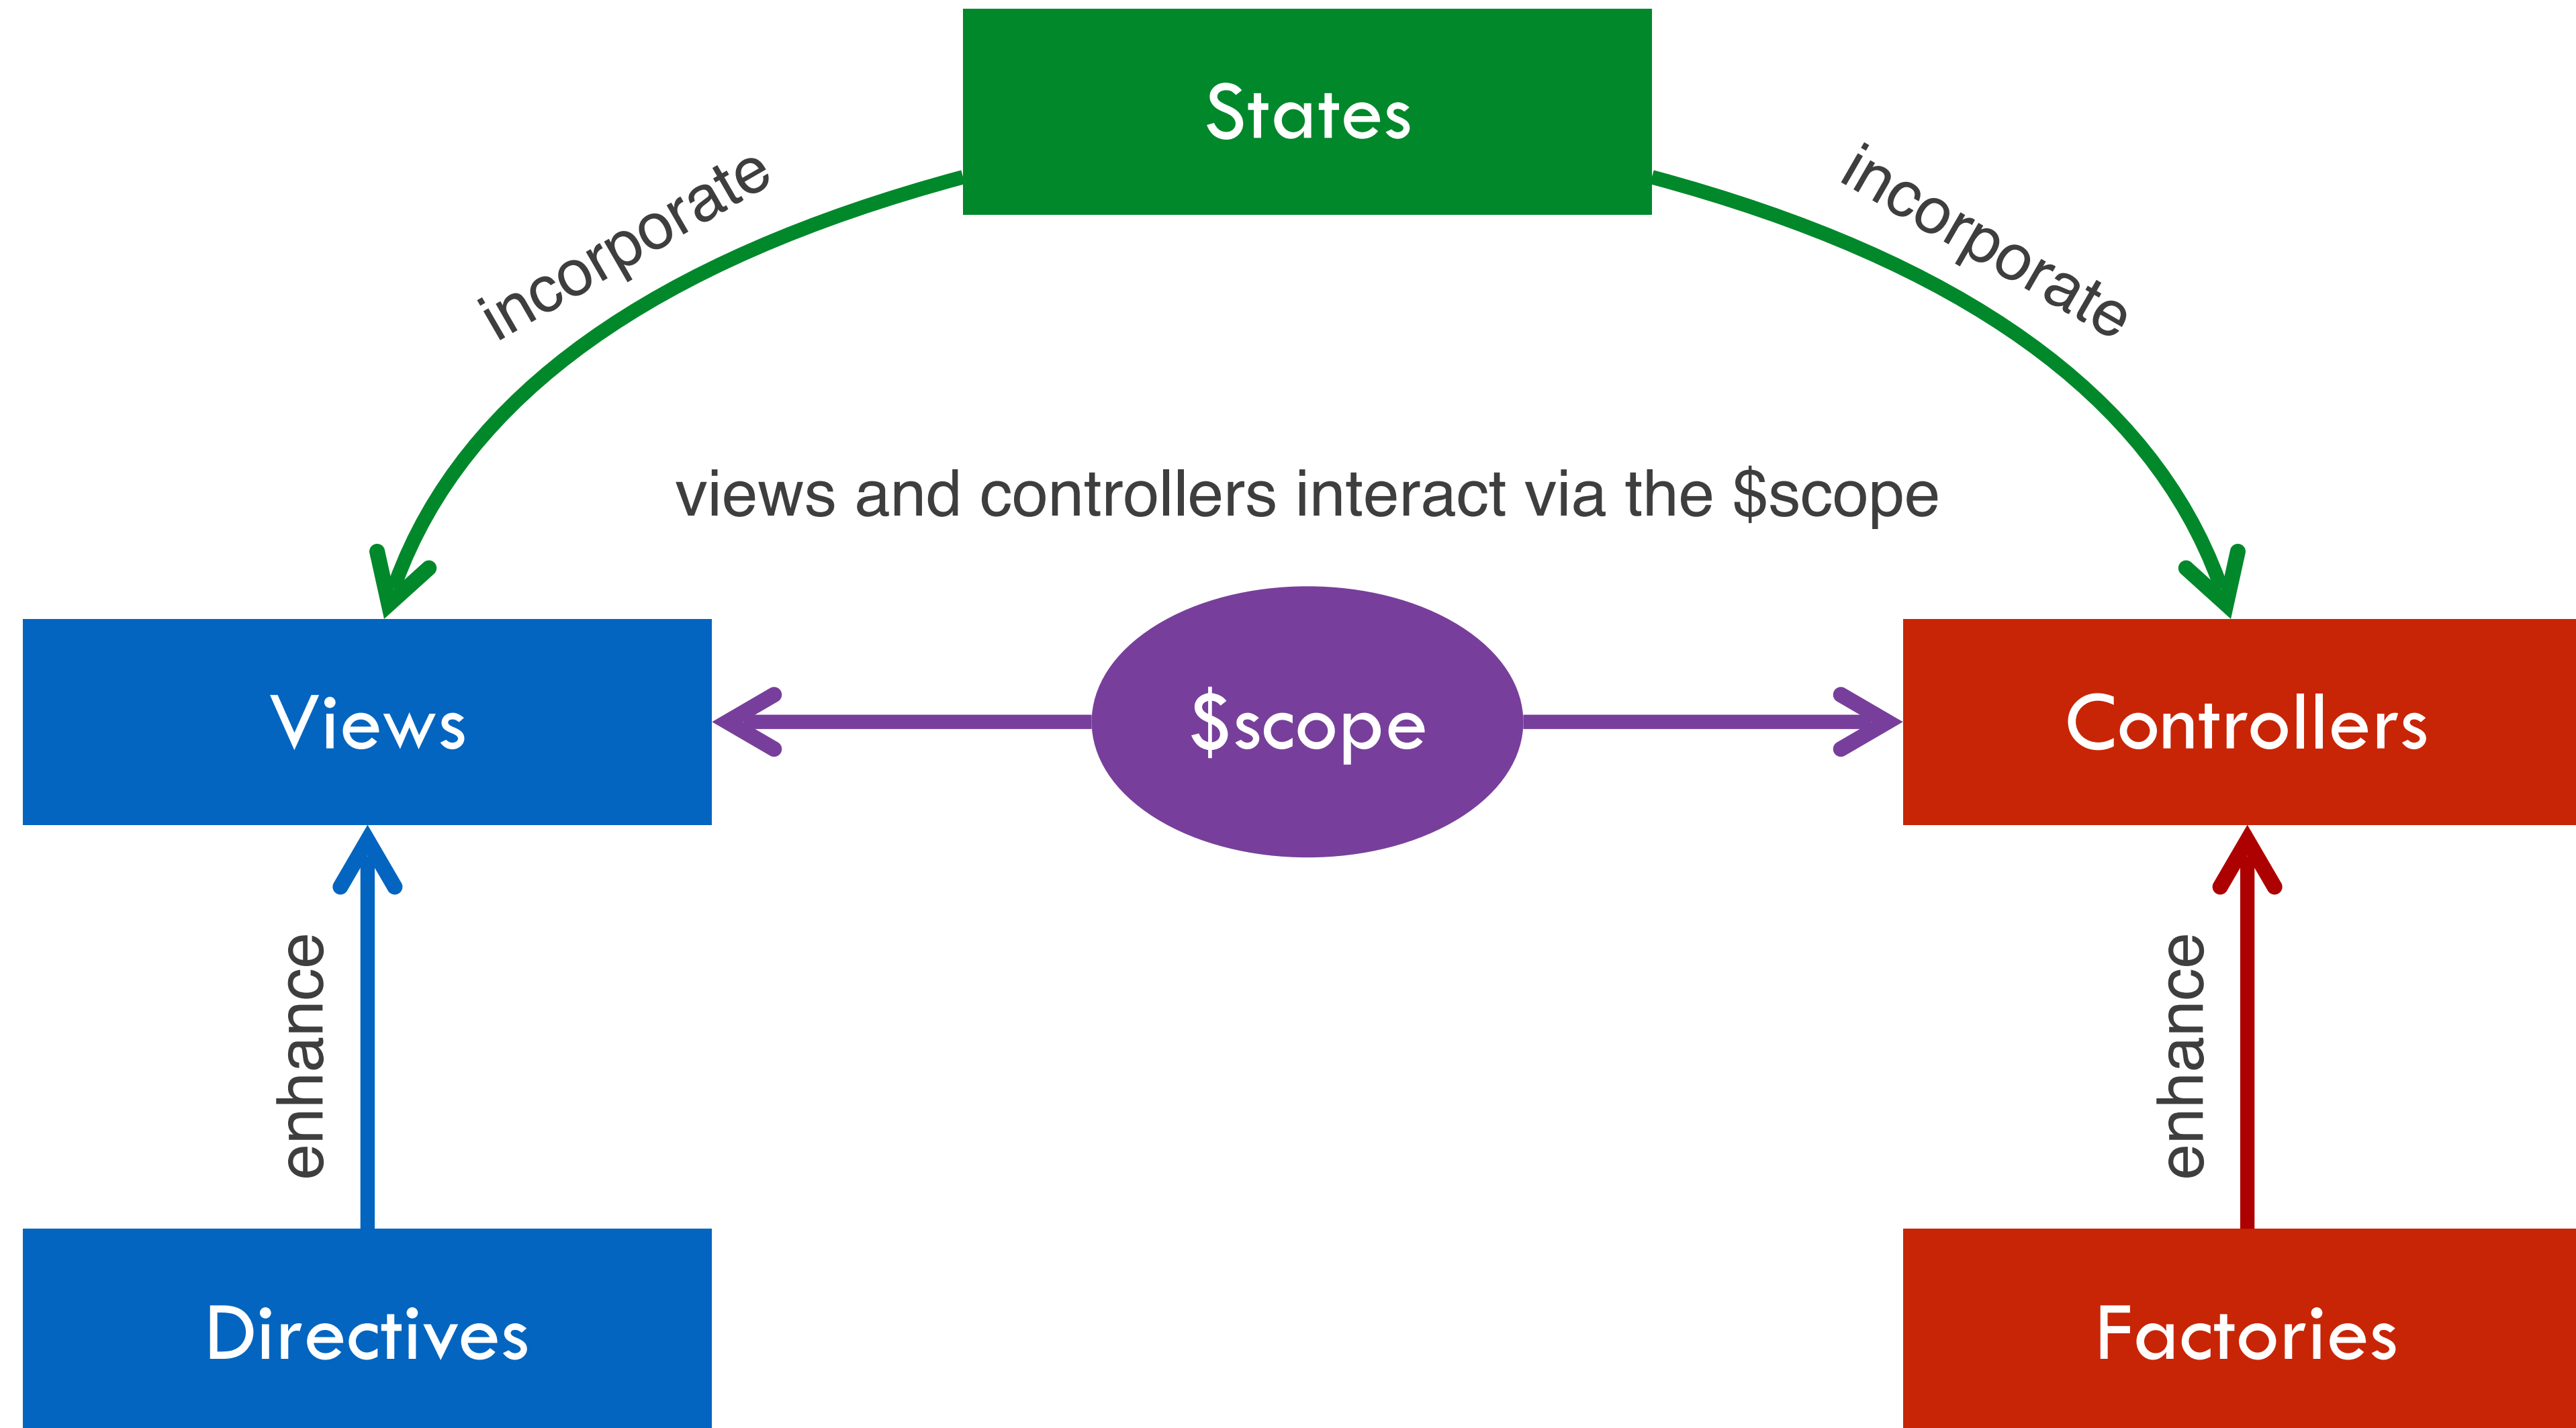 States
incorporate
incorporate
views and controllers interact via the $scope
Views
$scope
Controllers
enhance
enhance
Directives
Factories